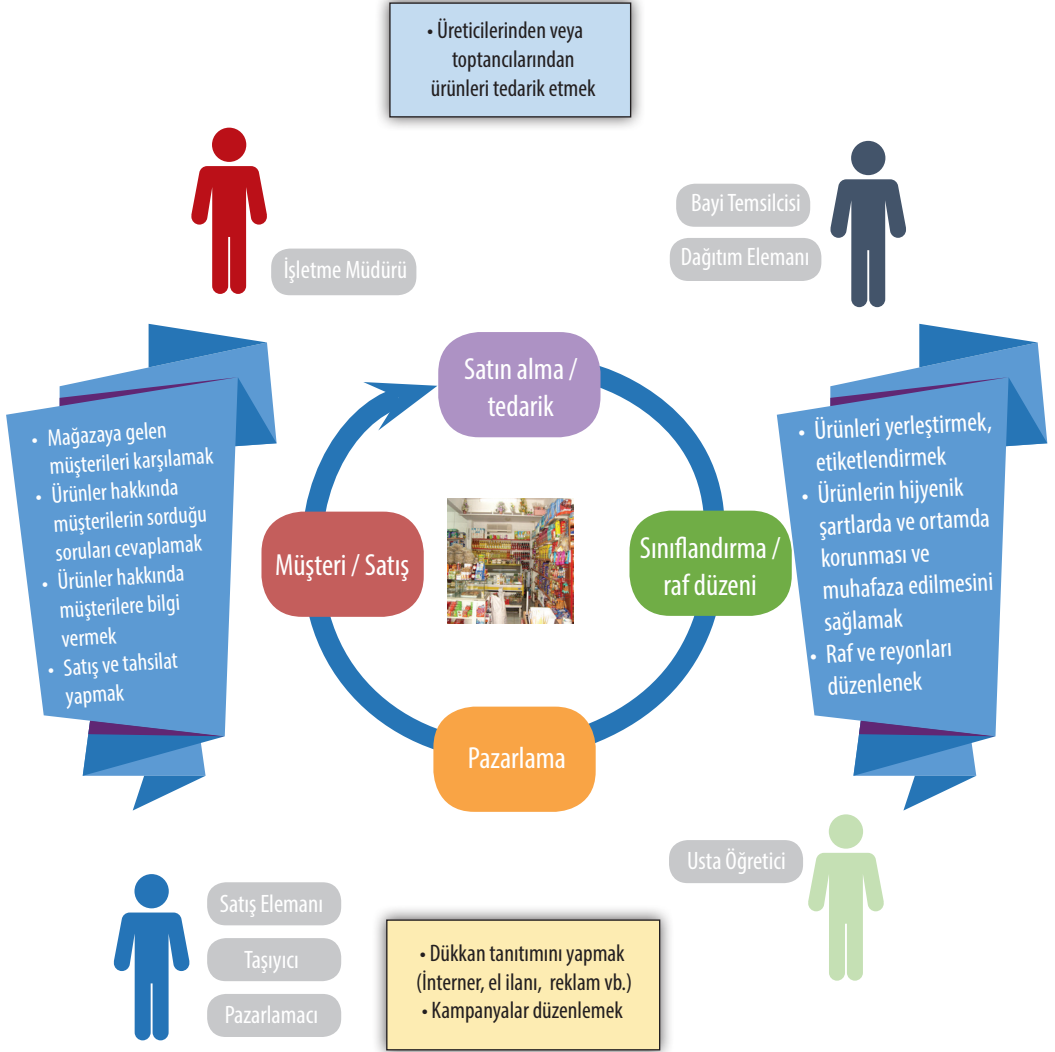 • Üreticilerinden veya
toptancılarından
ürünleri tedarik etmek
İşletme Müdürü
Bayi Temsilcisi
Dağıtım Elemanı
Satın alma /
tedarik
• Mağazaya gelen
müşterileri karşılamak
• Ürünler hakkında
müşterilerin sorduğu
soruları cevaplamak
• Ürünler hakkında
müşterilere bilgi
vermek
• Satış ve tahsilat
yapmak
Müşteri / Satış
Sınıflandırma /
raf düzeni
• Ürünleri yerleştirmek,
etiketlendirmek
• Ürünlerin hijyenik
şartlarda ve ortamda
korunması ve
muhafaza edilmesini
sağlamak
• Raf ve reyonları
düzenlenek
Pazarlama
Usta Öğretici
Satış Elemanı
Taşıyıcı
Pazarlamacı
• Dükkan tanıtımını yapmak
(İnterner, el ilanı, reklam vb.)
• Kampanyalar düzenlemek